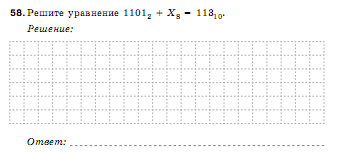 58. Решите уравнение 1101₂ + X₈ = 113₁₀.
Решение:
Ответ: